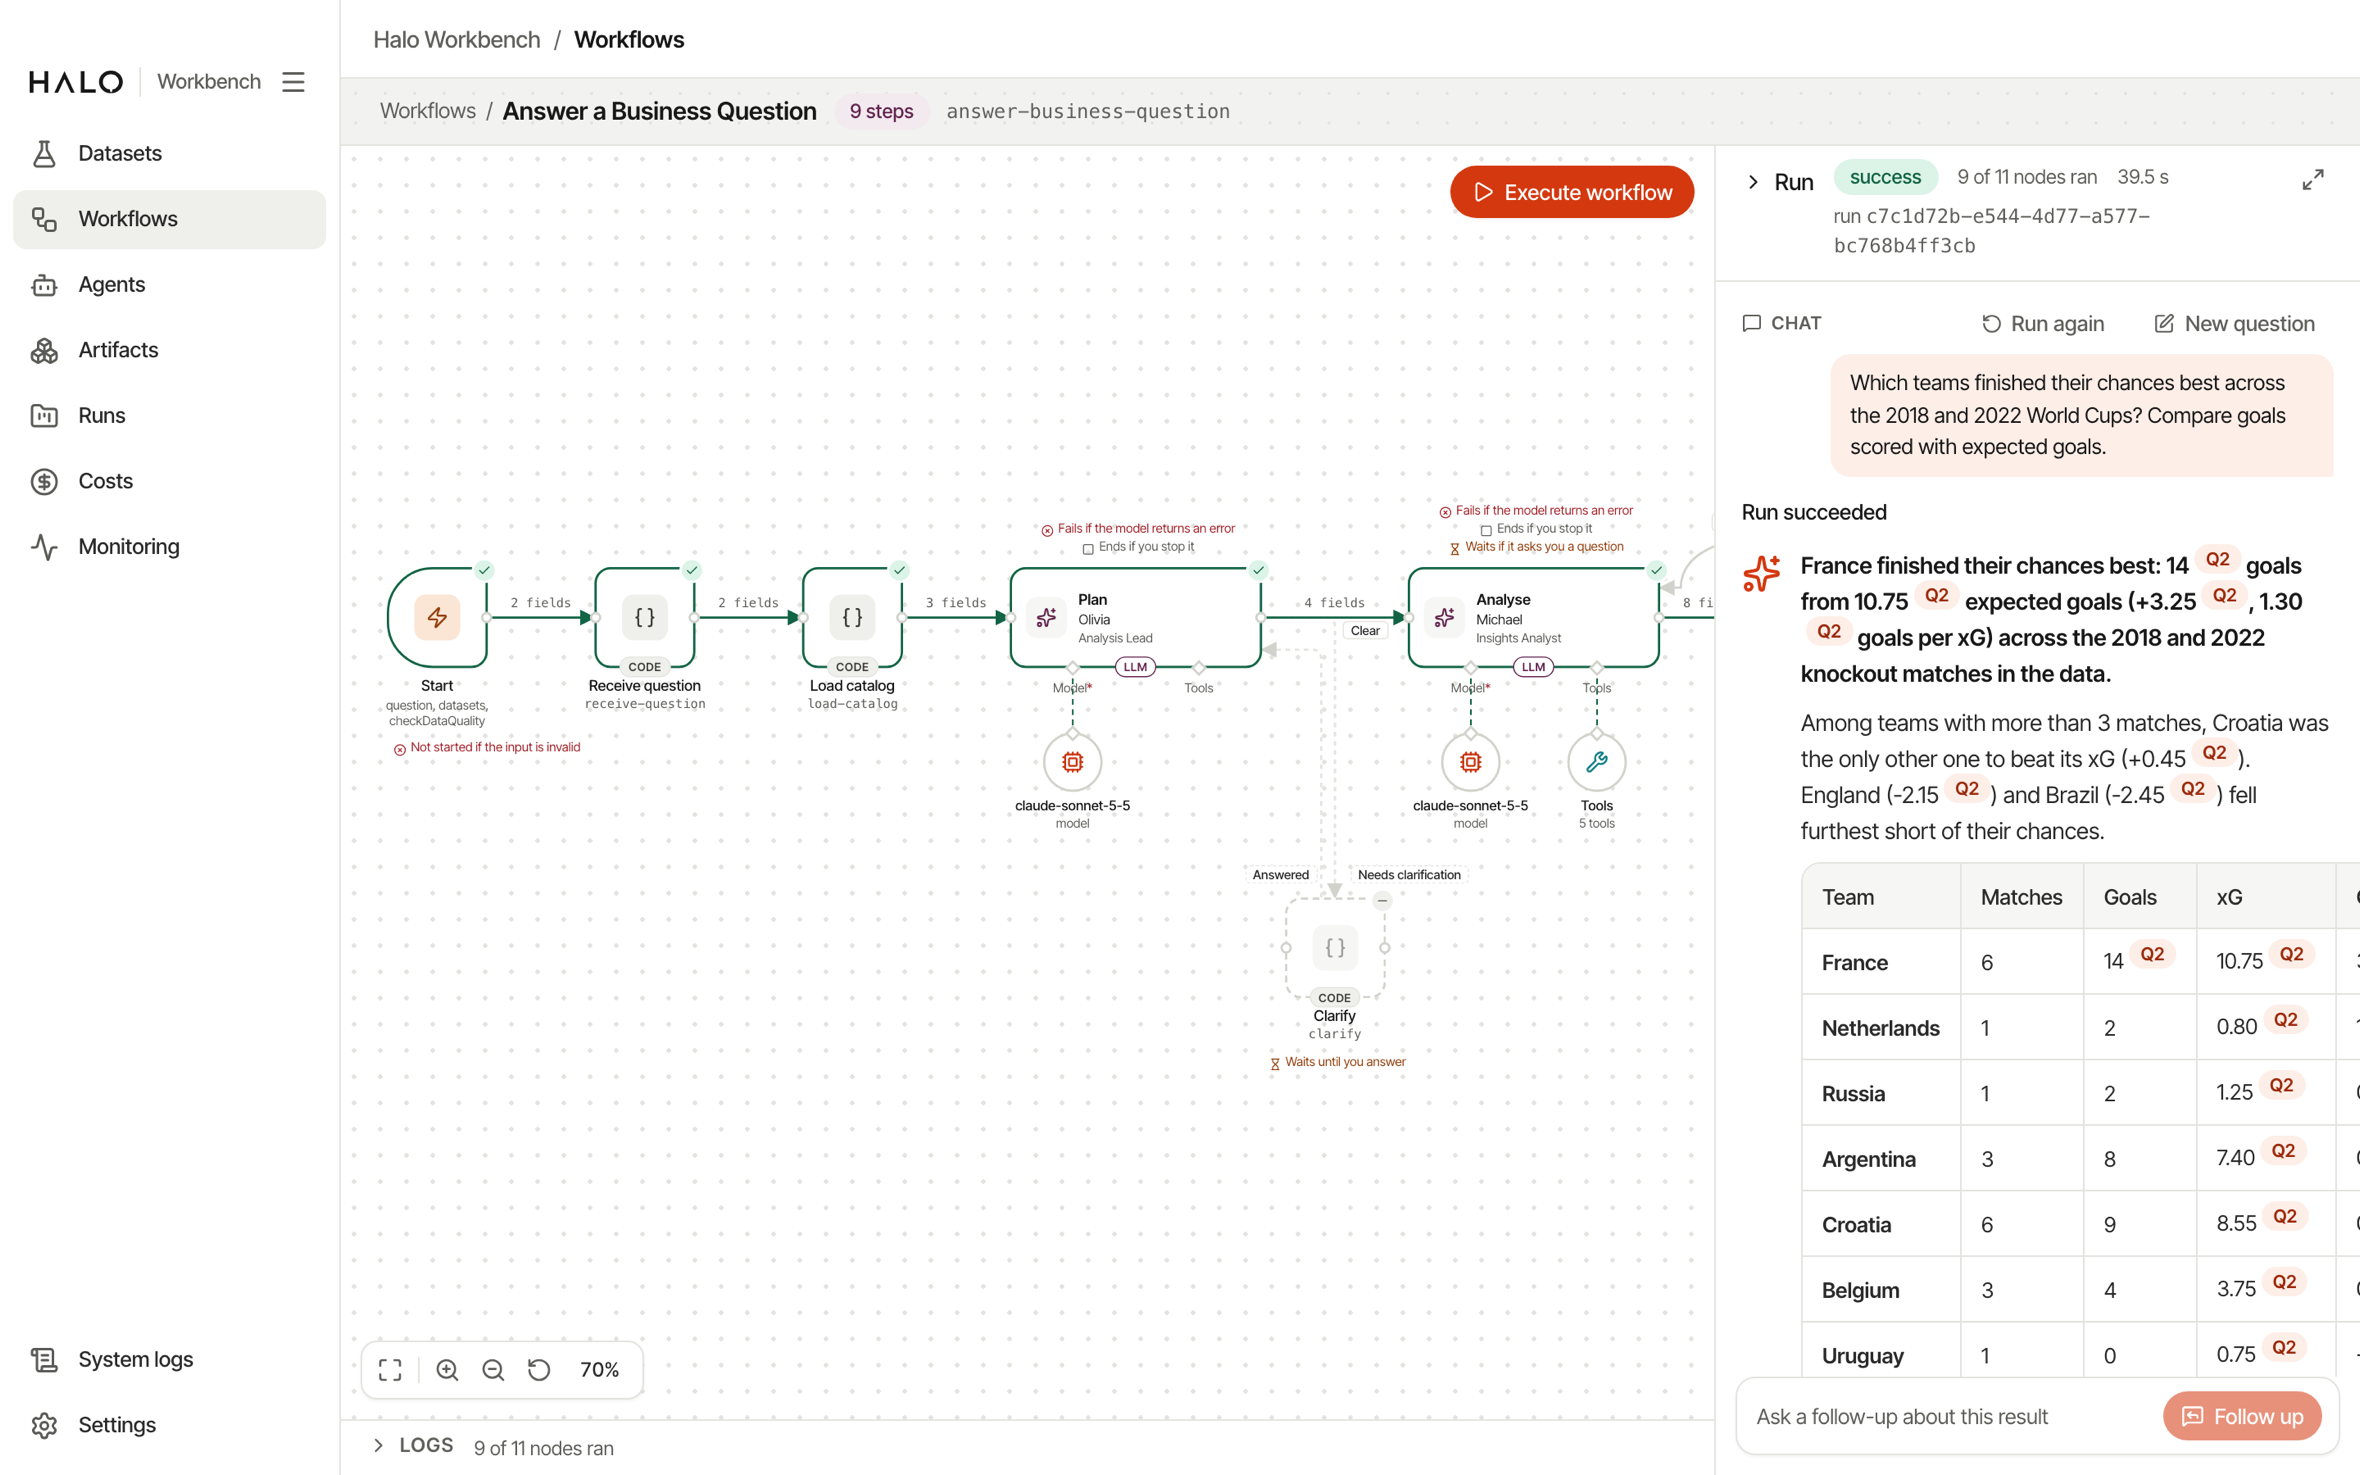 HALO Workbench
Datasets
Workflows
Agents
Artifacts
Runs
Costs
Monitoring
System logs
Settings
Halo Workbench / Workflows
Workflows / Answer a Business Question 9 steps answer-business-question
Execute workflow
Fails if the model returns an error
Ends if you stop it
Fails if the model returns an error
Ends if you stop it
Waits if it asks you a question
2 fields
2 fields
3 fields
4 fields
8 fi
Clear
Plan
Olivia
Analysis Lead
Analyse
Michael
Insights Analyst
CODE
CODE
LLM
LLM
Start
question, datasets,
checkDataQuality
Not started if the input is invalid
Receive question
receive-question
Load catalog
load-catalog
Model*
Tools
Model*
Tools
claude-sonnet-5-5
model
claude-sonnet-5-5
model
Tools
5 tools
Answered
Needs clarification
CODE
Clarify
clarify
Waits until you answer
70%
LOGS 9 of 11 nodes ran
Run success 9 of 11 nodes ran 39.5 s
run c7c1d72b-e544-4d77-a577-
bc768b4ff3cb
CHAT Run again New question
Which teams finished their chances best across
the 2018 and 2022 World Cups? Compare goals
scored with expected goals.
Run succeeded
France finished their chances best: 14 Q2 goals
from 10.75 Q2 expected goals (+3.25 Q2 , 1.30
Q2 goals per xG) across the 2018 and 2022
knockout matches in the data.
Among teams with more than 3 matches, Croatia was
the only other one to beat its xG (+0.45 Q2 ).
England (-2.15 Q2 ) and Brazil (-2.45 Q2 ) fell
furthest short of their chances.
Team Matches Goals xG
France 6 14 Q2 10.75 Q2
Netherlands 1 2 0.80 Q2
Russia 1 2 1.25 Q2
Argentina 3 8 7.40 Q2
Croatia 6 9 8.55 Q2
Belgium 3 4 3.75 Q2
Uruguay 1 0 0.75 Q2
Ask a follow-up about this result
Follow up